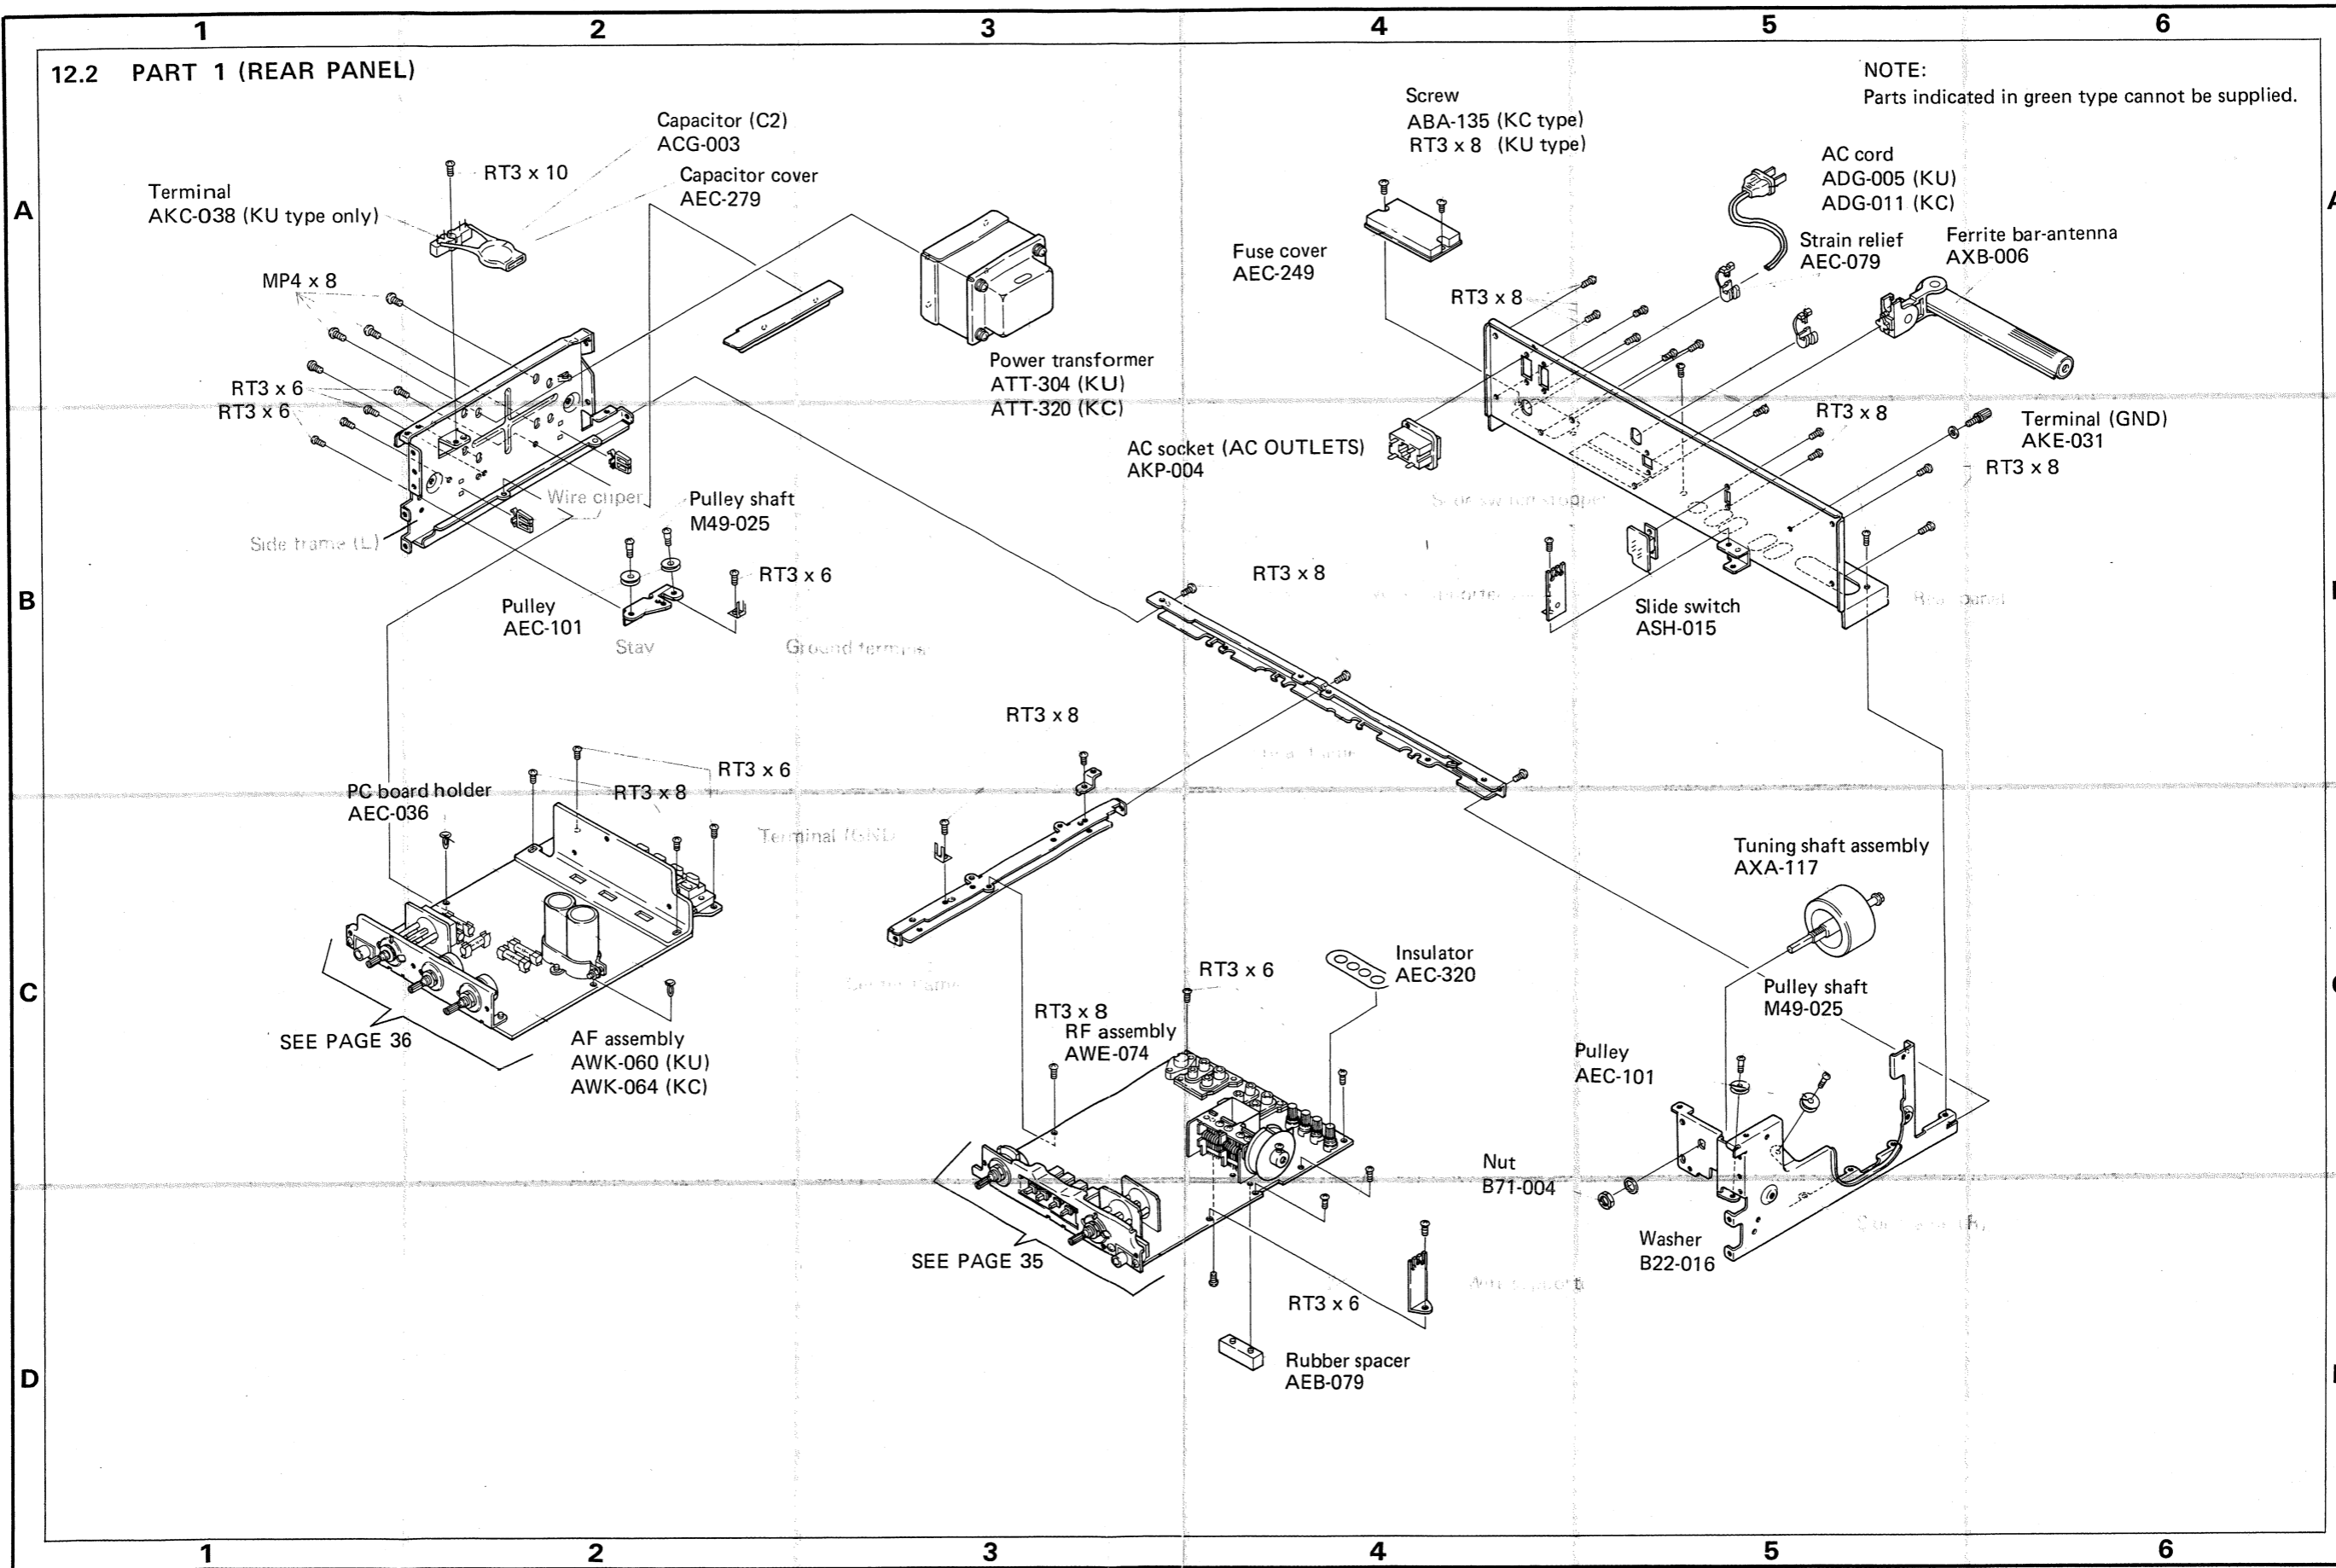 1 2 3 4 5 6
12.2 PART 1 (REAR PANEL)
NOTE:
Parts indicated in green type cannot be supplied.
A
Capacitor (C2)
ACG-003
RT3 x 10
Capacitor cover
AEC-279
Terminal
AKC-038 (KU type only)
MP4 x 8
RT3 x 6
RT3 x 6
Power transformer
ATT-304 (KU)
ATT-320 (KC)
Screw
ABA-135 (KC type)
RT3 x 8 (KU type)
Fuse cover
AEC-249
RT3 x 8
AC cord
ADG-005 (KU)
ADG-011 (KC)
Strain relief
AEC-079
Ferrite bar-antenna
AXB-006
AC socket (AC OUTLETS)
AKP-004
RT3 x 8
Terminal (GND)
AKE-031
RT3 x 8
B
Wire cliper
Side frame (L)
Pulley shaft
M49-025
RT3 x 6
Pulley
AEC-101
Stay
Ground terminal
RT3 x 8
Slide switch
ASH-015
Rear panel
RT3 x 8
RT3 x 6
RT3 x 8
PC board holder
AEC-036
Terminal (GND
C
SEE PAGE 36
AF assembly
AWK-060 (KU)
AWK-064 (KC)
RT3 x 8
RF assembly
AWE-074
RT3 x 6
Insulator
AEC-320
Tuning shaft assembly
AXA-117
Pulley shaft
M49-025
Pulley
AEC-101
Nut
B71-004
Washer
B22-016
SEE PAGE 35
RT3 x 6
D
Rubber spacer
AEB-079
1 2 3 4 5 6